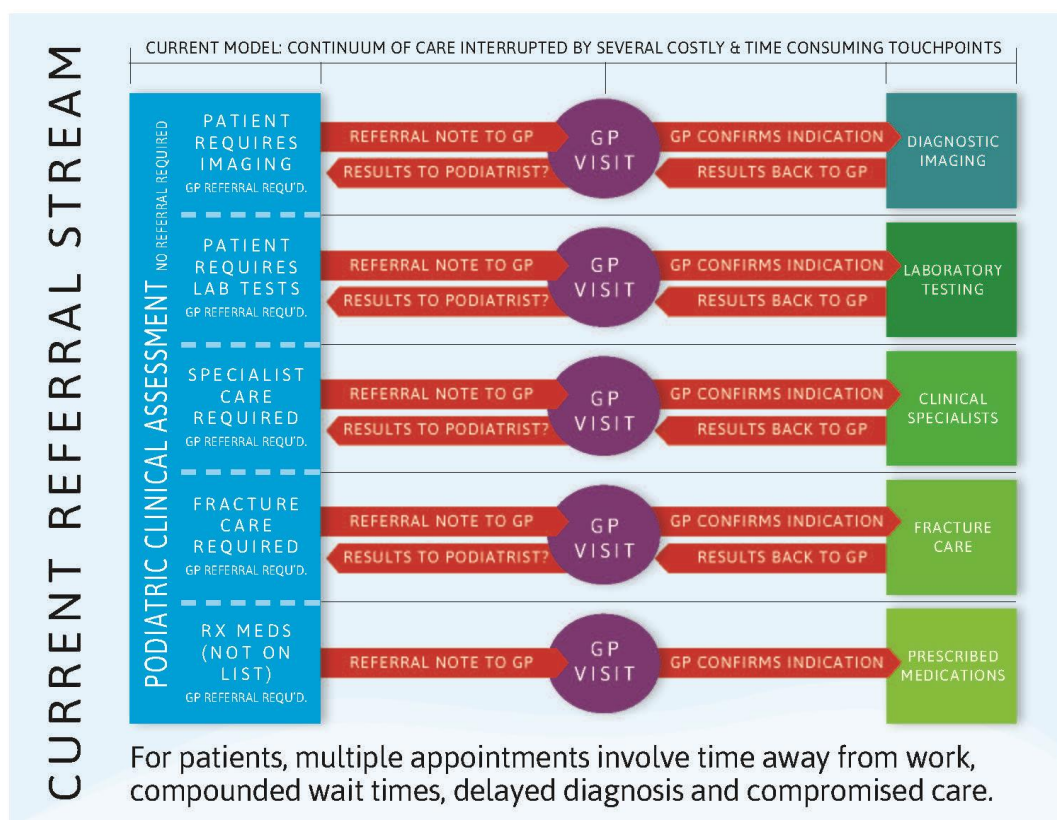 CURRENT REFERRAL STREAM
CURRENT MODEL: CONTINUUM OF CARE INTERRUPTED BY SEVERAL COSTLY & TIME CONSUMING TOUCHPOINTS
PODIATRIC CLINICAL ASSESSMENT NO REFERRAL REQUIRED
PATIENT
REQUIRES
IMAGING
GP REFERRAL REQU'D.
REFERRAL NOTE TO GP
RESULTS TO PODIATRIST?
GP
VISIT
GP CONFIRMS INDICATION
RESULTS BACK TO GP
DIAGNOSTIC
IMAGING
PATIENT
REQUIRES
LAB TESTS
GP REFERRAL REQU'D.
REFERRAL NOTE TO GP
RESULTS TO PODIATRIST?
GP
VISIT
GP CONFIRMS INDICATION
RESULTS BACK TO GP
LABORATORY
TESTING
SPECIALIST
CARE
REQUIRED
GP REFERRAL REQU'D.
REFERRAL NOTE TO GP
RESULTS TO PODIATRIST?
GP
VISIT
GP CONFIRMS INDICATION
RESULTS BACK TO GP
CLINICAL
SPECIALISTS
FRACTURE
CARE
REQUIRED
GP REFERRAL REQU'D.
REFERRAL NOTE TO GP
RESULTS TO PODIATRIST?
GP
VISIT
GP CONFIRMS INDICATION
RESULTS BACK TO GP
FRACTURE
CARE
RX MEDS
(NOT ON
LIST)
GP REFERRAL REQU'D.
REFERRAL NOTE TO GP
GP
VISIT
GP CONFIRMS INDICATION
PRESCRIBED
MEDICATIONS
For patients, multiple appointments involve time away from work,
compounded wait times, delayed diagnosis and compromised care.